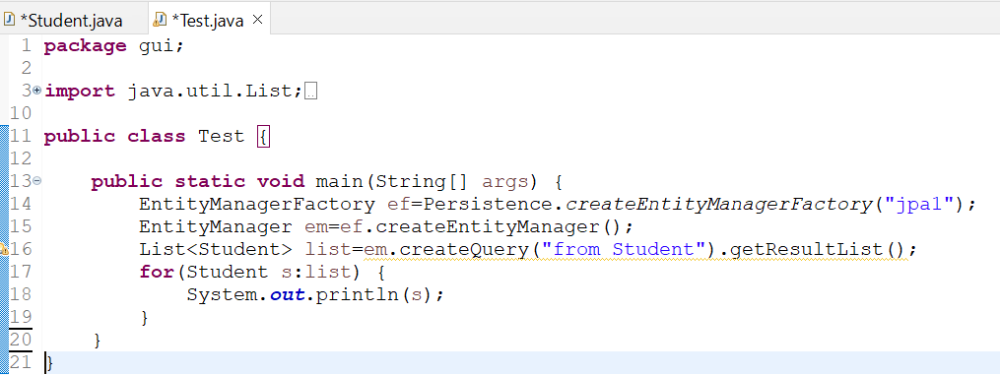 *Student.java *Test.java
1 package gui;
2
3 import java.util.List;
10
11 public class Test {
12
13 public static void main(String[] args) {
14 EntityManagerFactory ef=Persistence.createEntityManagerFactory("jpa1");
15 EntityManager em=ef.createEntityManager();
16 List<Student> list=em.createQuery("from Student").getResultList();
17 for(Student s:list) {
18 System.out.println(s);
19 }
20 }
21 }